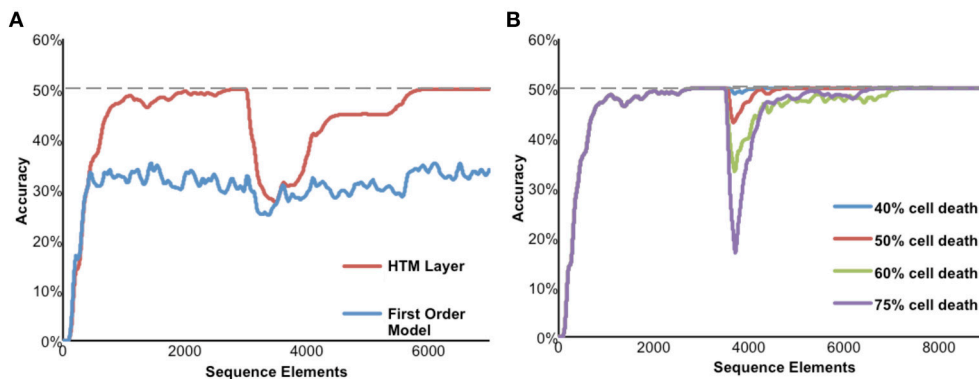 A
60%
50%
40%
30%
20%
10%
0%
Accuracy
0
2000
4000
6000
Sequence Elements
HTM Layer
First Order
Model
B
60%
50%
40%
30%
20%
10%
0%
Accuracy
0
2000
4000
6000
8000
Sequence Elements
40% cell death
50% cell death
60% cell death
75% cell death